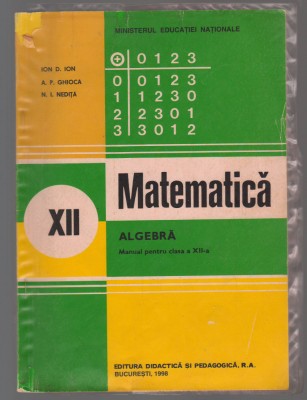 MINISTERUL EDUCAȚIEI NAȚIONALE
ION D. ION
A. P. GHIOCA
N. I. NEDIȚA
⊕ 0 1 2 3
0 0 1 2 3
1 1 2 3 0
2 2 3 0 1
3 3 0 1 2
XII
Matematică
ALGEBRĂ
Manual pentru clasa a XII-a
EDITURA DIDACTICĂ ȘI PEDAGOGICĂ, R.A.
BUCUREȘTI, 1998